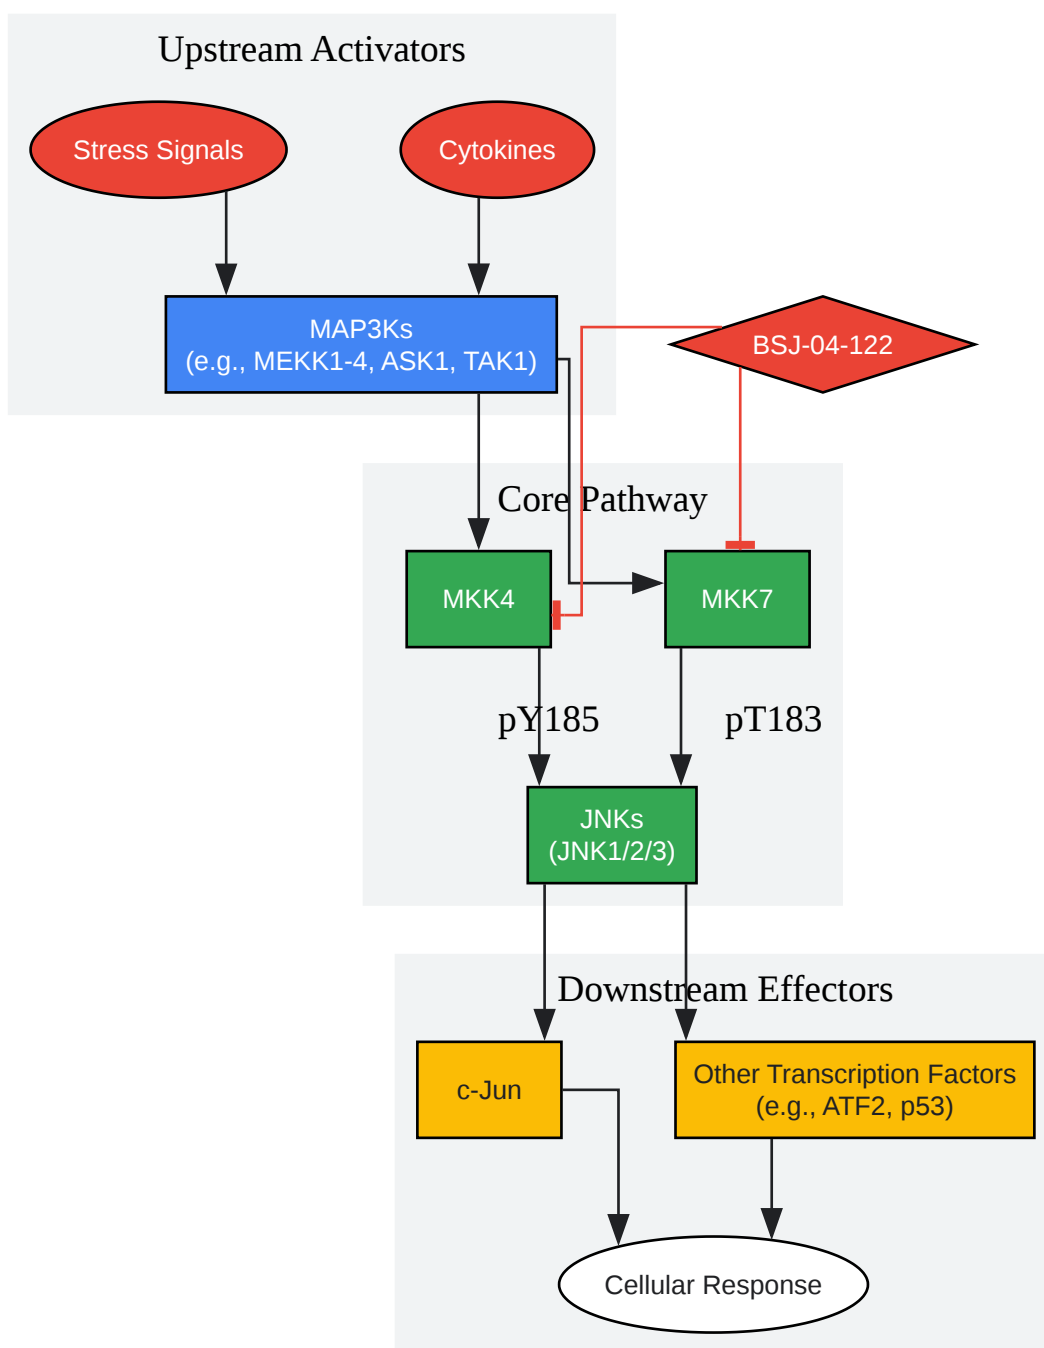 Upstream Activators
Stress Signals
Cytokines
MAP3Ks
(e.g., MEKK1-4, ASK1, TAK1)
BSJ-04-122
Core Pathway
MKK4
MKK7
pY185
pT183
JNKs
(JNK1/2/3)
Downstream Effectors
c-Jun
Other Transcription Factors
(e.g., ATF2, p53)
Cellular Response